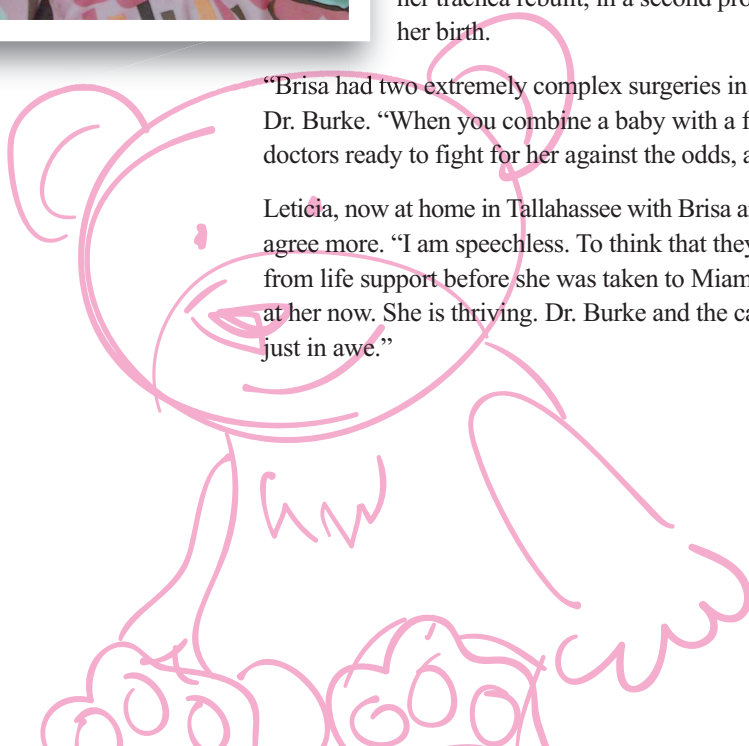 her trachea rebuilt, in a second pro
her birth.
“Brisa had two extremely complex surgeries in
Dr. Burke. “When you combine a baby with a f
doctors ready to fight for her against the odds, a
Leticia, now at home in Tallahassee with Brisa a
agree more. “I am speechless. To think that they
from life support before she was taken to Miam
at her now. She is thriving. Dr. Burke and the ca
just in awe.”